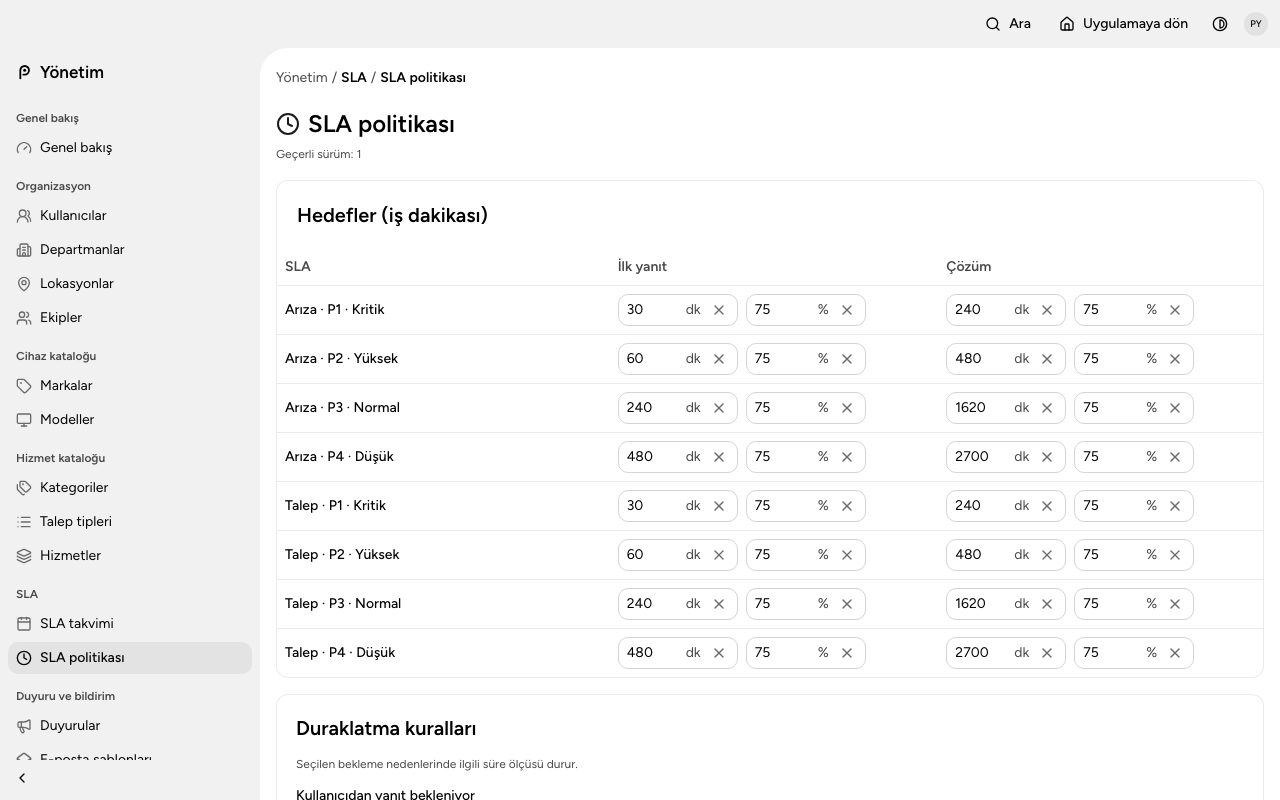 Ara
Uygulamaya dön
PY
Yönetim
Genel bakış
Genel bakış
Organizasyon
Kullanıcılar
Departmanlar
Lokasyonlar
Ekipler
Cihaz kataloğu
Markalar
Modeller
Hizmet kataloğu
Kategoriler
Talep tipleri
Hizmetler
SLA
SLA takvimi
SLA politikası
Duyuru ve bildirim
Duyurular
E-posta şablonları
Yönetim / SLA / SLA politikası
SLA politikası
Geçerli sürüm: 1
Hedefler (iş dakikası)
SLA İlk yanıt Çözüm
Arıza · P1 · Kritik 30 dk 75 % 240 dk 75 %
Arıza · P2 · Yüksek 60 dk 75 % 480 dk 75 %
Arıza · P3 · Normal 240 dk 75 % 1620 dk 75 %
Arıza · P4 · Düşük 480 dk 75 % 2700 dk 75 %
Talep · P1 · Kritik 30 dk 75 % 240 dk 75 %
Talep · P2 · Yüksek 60 dk 75 % 480 dk 75 %
Talep · P3 · Normal 240 dk 75 % 1620 dk 75 %
Talep · P4 · Düşük 480 dk 75 % 2700 dk 75 %
Duraklatma kuralları
Seçilen bekleme nedenlerinde ilgili süre ölçüsü durur.
Kullanıcıdan yanıt bekleniyor